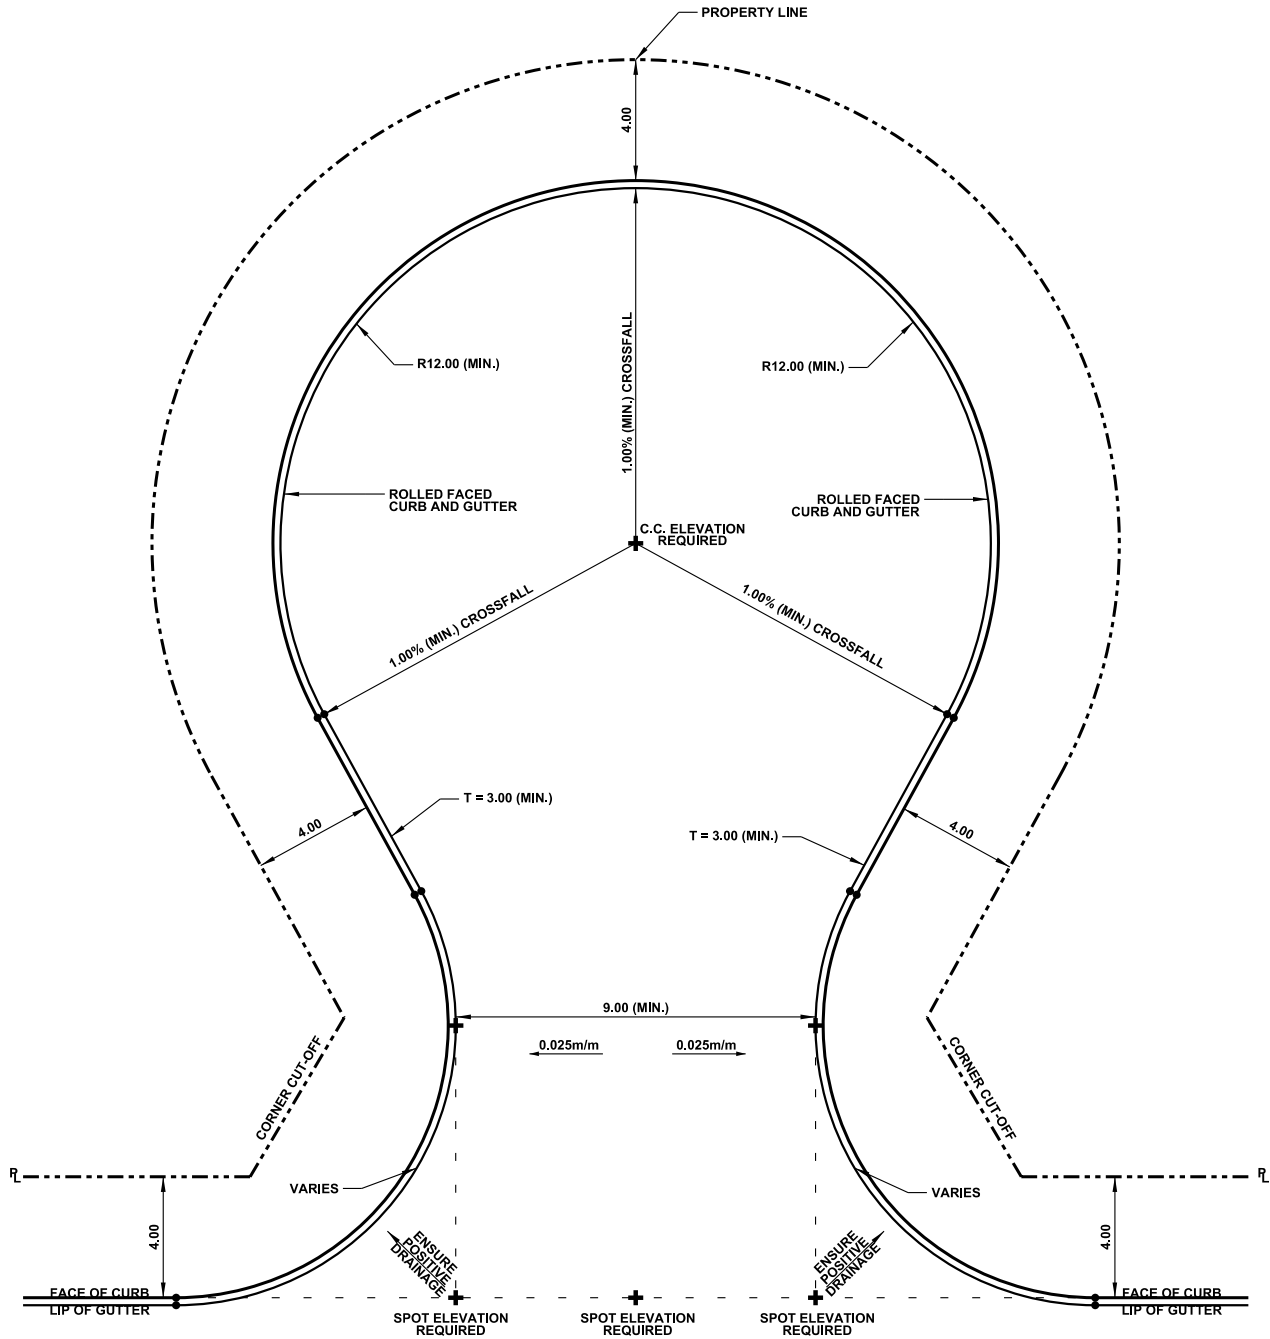 PROPERTY LINE
4.00
R12.00 (MIN.)
R12.00 (MIN.)
1.00% (MIN.) CROSSFALL
ROLLED FACED
CURB AND GUTTER
ROLLED FACED
CURB AND GUTTER
C.C. ELEVATION
REQUIRED
1.00% (MIN.) CROSSFALL
1.00% (MIN.) CROSSFALL
T = 3.00 (MIN.)
4.00
T = 3.00 (MIN.)
4.00
9.00 (MIN.)
0.025m/m
0.025m/m
CORNER CUT-OFF
CORNER CUT-OFF
PL
PL
VARIES
VARIES
4.00
4.00
ENSURE
POSITIVE
DRAINAGE
ENSURE
POSITIVE
DRAINAGE
FACE OF CURB
LIP OF GUTTER
FACE OF CURB
LIP OF GUTTER
SPOT ELEVATION
REQUIRED
SPOT ELEVATION
REQUIRED
SPOT ELEVATION
REQUIRED